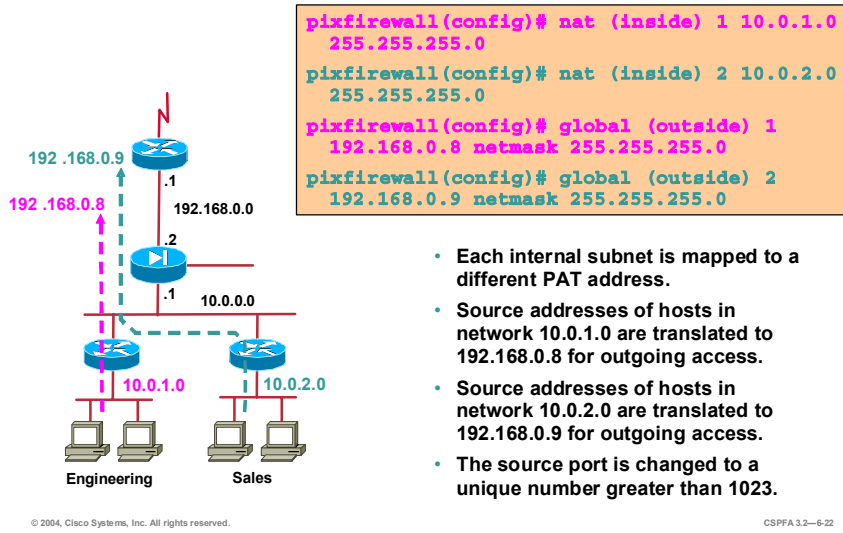 pixfirewall(config)# nat (inside) 1 10.0.1.0
255.255.255.0
pixfirewall(config)# nat (inside) 2 10.0.2.0
255.255.255.0
pixfirewall(config)# global (outside) 1
192.168.0.8 netmask 255.255.255.0
pixfirewall(config)# global (outside) 2
192.168.0.9 netmask 255.255.255.0
192 .168.0.9
.1
192 .168.0.8
192.168.0.0
.2
.1
10.0.0.0
10.0.1.0
10.0.2.0
Engineering
Sales
• Each internal subnet is mapped to a
different PAT address.
• Source addresses of hosts in
network 10.0.1.0 are translated to
192.168.0.8 for outgoing access.
• Source addresses of hosts in
network 10.0.2.0 are translated to
192.168.0.9 for outgoing access.
• The source port is changed to a
unique number greater than 1023.
© 2004, Cisco Systems, Inc. All rights reserved.
CSPFA 3.2—6-22